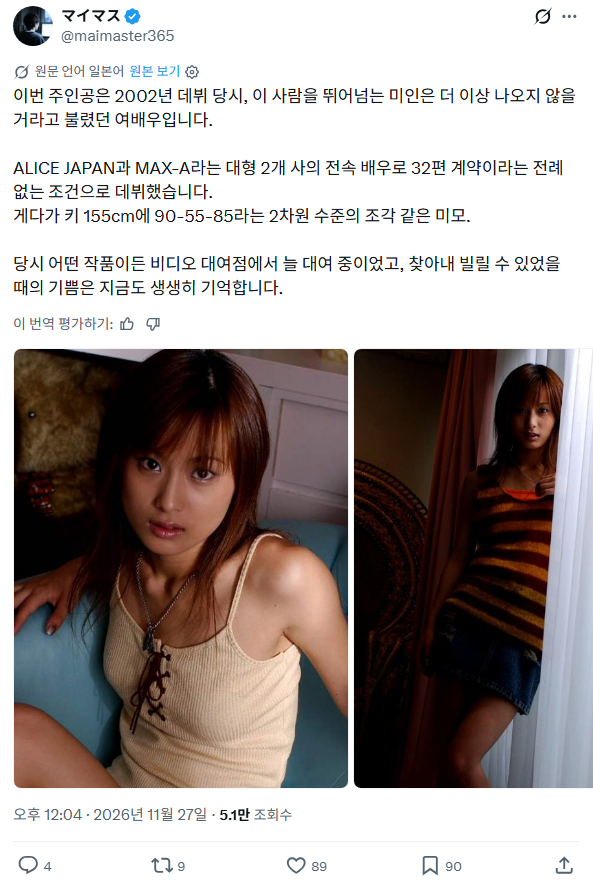 マイマス
@maimaster365
원문 언어 일본어 원본 보기
이번 주인공은 2002년 데뷔 당시, 이 사람을 뛰어넘는 미인은 더 이상 나오지 않을
거라고 불렸던 여배우입니다.
ALICE JAPAN과 MAX-A라는 대형 2개 사의 전속 배우로 32편 계약이라는 전례
없는 조건으로 데뷔했습니다.
게다가 키 155cm에 90-55-85라는 2차원 수준의 조각 같은 미모.
당시 어떤 작품이든 비디오 대여점에서 늘 대여 중이었고, 찾아내 빌릴 수 있었을
때의 기쁨은 지금도 생생히 기억합니다.
이 번역 평가하기:
오후 12:04 · 2026년 11월 27일 · 5.1만 조회수
4 9 89 90